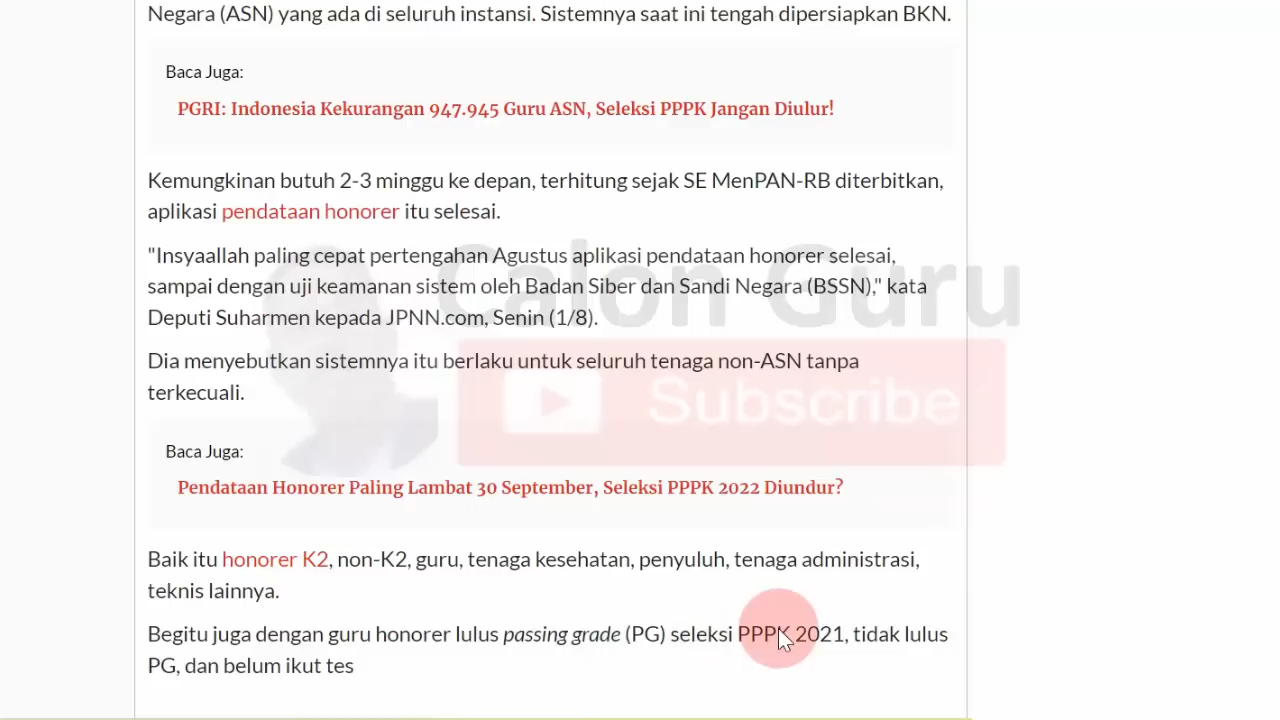 Negara (ASN) yang ada di seluruh instansi. Sistemnya saat ini tengah dipersiapkan BKN.
Baca Juga:
PGRI: Indonesia Kekurangan 947.945 Guru ASN, Seleksi PPPK Jangan Diulur!
Kemungkinan butuh 2-3 minggu ke depan, terhitung sejak SE MenPAN-RB diterbitkan,
aplikasi pendataan honorer itu selesai.
"Insyaallah paling cepat pertengahan Agustus aplikasi pendataan honorer selesai,
sampai dengan uji keamanan sistem oleh Badan Siber dan Sandi Negara (BSSN)," kata
Deputi Suharmen kepada JPNN.com, Senin (1/8).
Calon Guru
Dia menyebutkan sistemnya itu berlaku untuk seluruh tenaga non-ASN tanpa
terkecuali.
Subscribe
Baca Juga:
Pendataan Honorer Paling Lambat 30 September, Seleksi PPPK 2022 Diundur?
Baik itu honorer K2, non-K2, guru, tenaga kesehatan, penyuluh, tenaga administrasi,
teknis lainnya.
Begitu juga dengan guru honorer lulus passing grade (PG) seleksi PPPK 2021, tidak lulus
PG, dan belum ikut tes